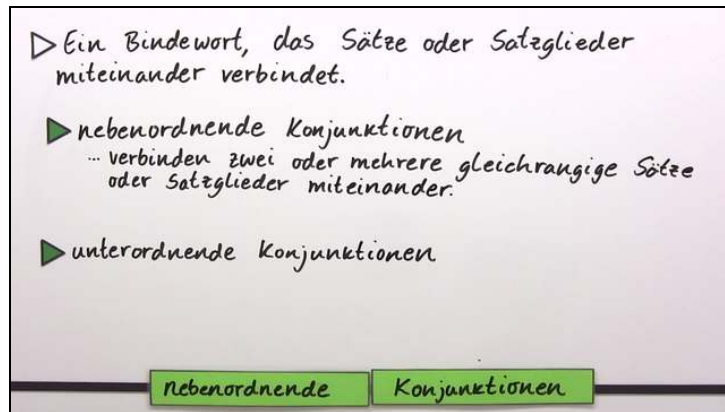 Ein Bindewort, das Sätze oder Satzglieder
miteinander verbindet.
nebenordnende Konjunktionen
... verbinden zwei oder mehrere gleichrangige Sätze
oder Satzglieder miteinander.
unterordnende Konjunktionen
nebenordnende Konjunktionen